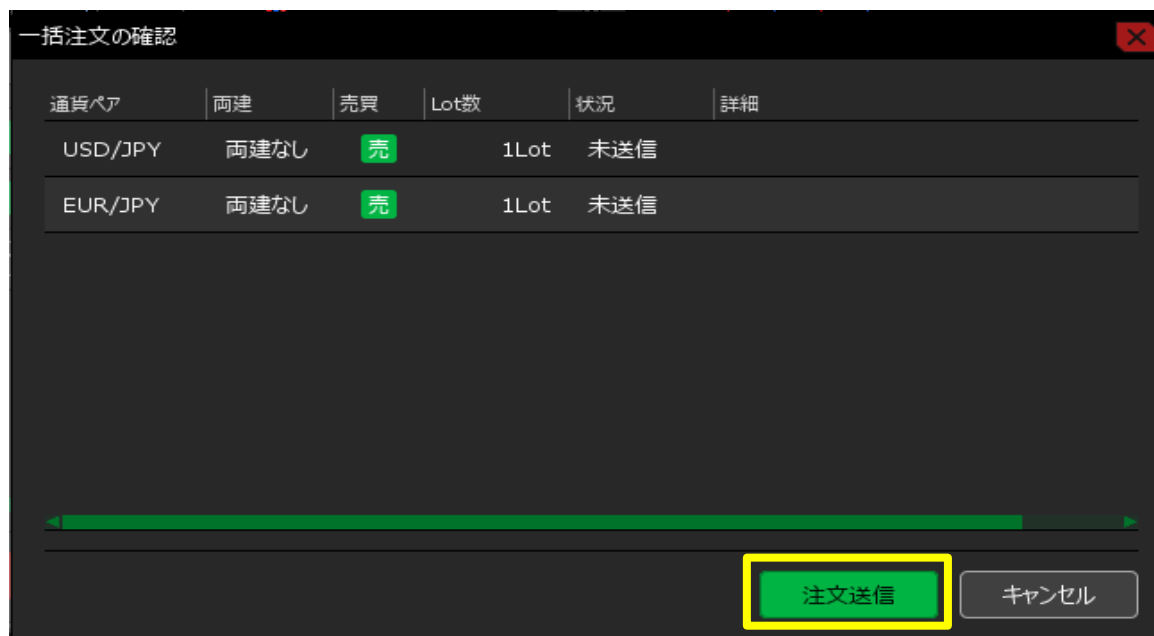 一括注文の確認
通貨ペア 両建 売買 Lot数 状況 詳細
USD/JPY 両建なし 売 1Lot 未送信
EUR/JPY 両建なし 売 1Lot 未送信
注文送信 キャンセル